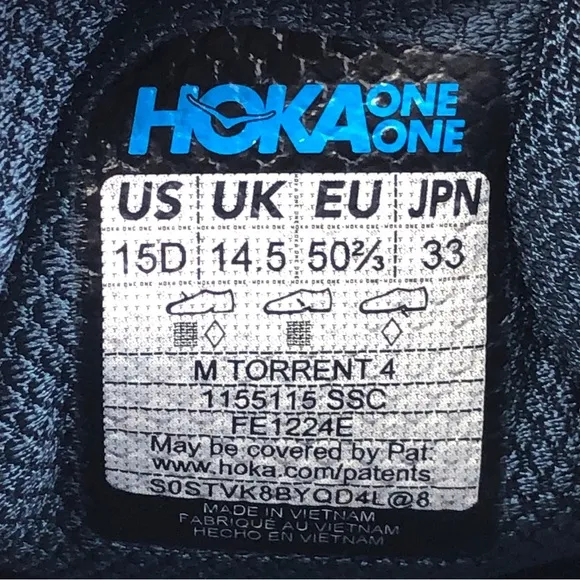 HOKA ONE ONE
US UK EU JPN
15D 14.5 50⅔ 33
M TORRENT 4
1155115 SSC
FE1224E
May be covered by Pat.
www.hoka.com/patents
S0STVK8BYQD4L@8
MADE IN VIETNAM
FABRIQUÉ AU VIETNAM
HECHO EN VIETNAM